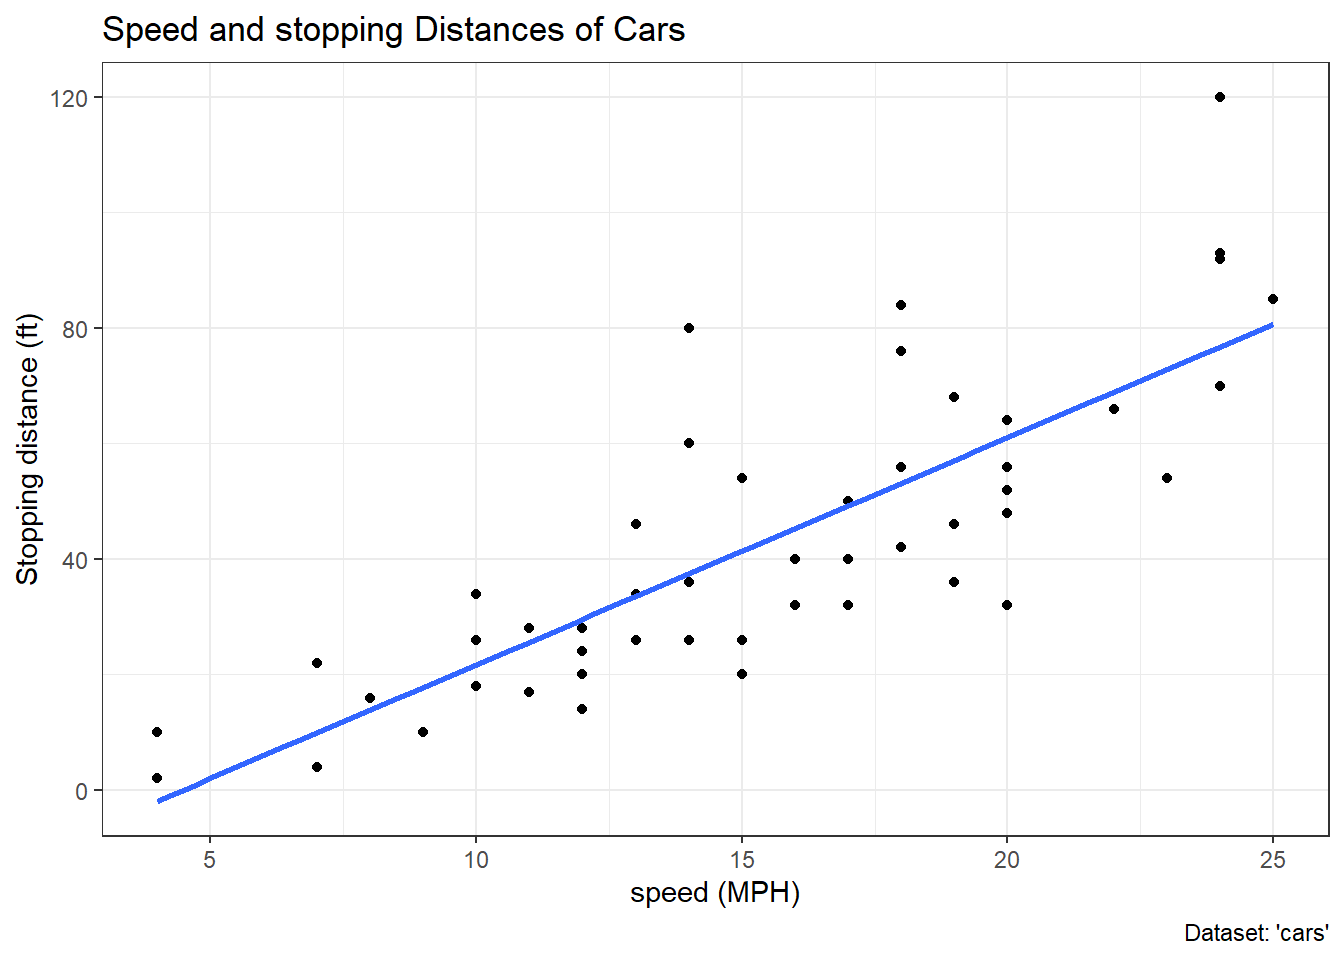 Speed and stopping Distances of Cars
Stopping distance (ft)
120
80
40
0
5 10 15 20 25
speed (MPH)
Dataset: 'cars'